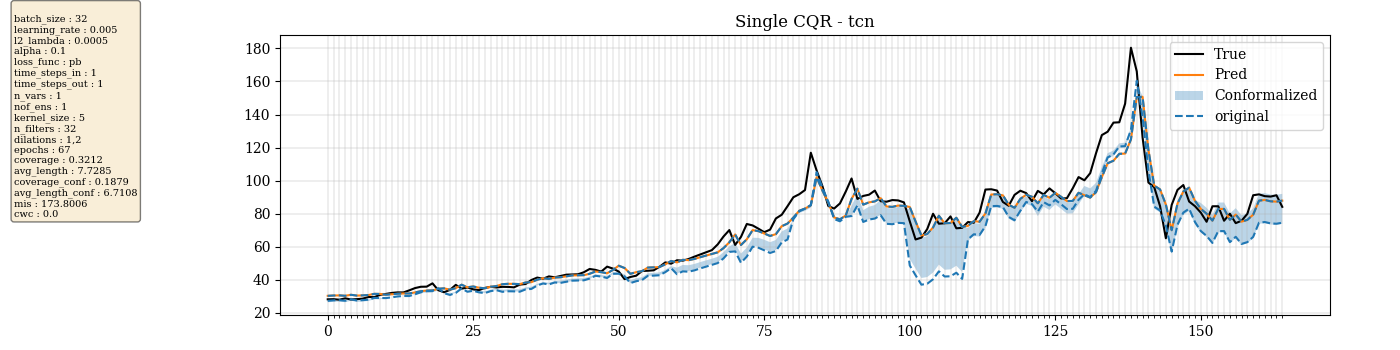 batch_size : 32
learning_rate : 0.005
l2_lambda : 0.0005
alpha : 0.1
loss_func : pb
time_steps_in : 1
time_steps_out : 1
n_vars : 1
nof_ens : 1
kernel_size : 5
n_filters : 32
dilations : 1,2
epochs : 67
coverage : 0.3212
avg_length : 7.7285
coverage_conf : 0.1879
avg_length_conf : 6.7108
mis : 173.8006
cwc : 0.0
Single CQR - tcn
180
160
140
120
100
80
60
40
20
True
Pred
Conformalized
original
0 25 50 75 100 125 150